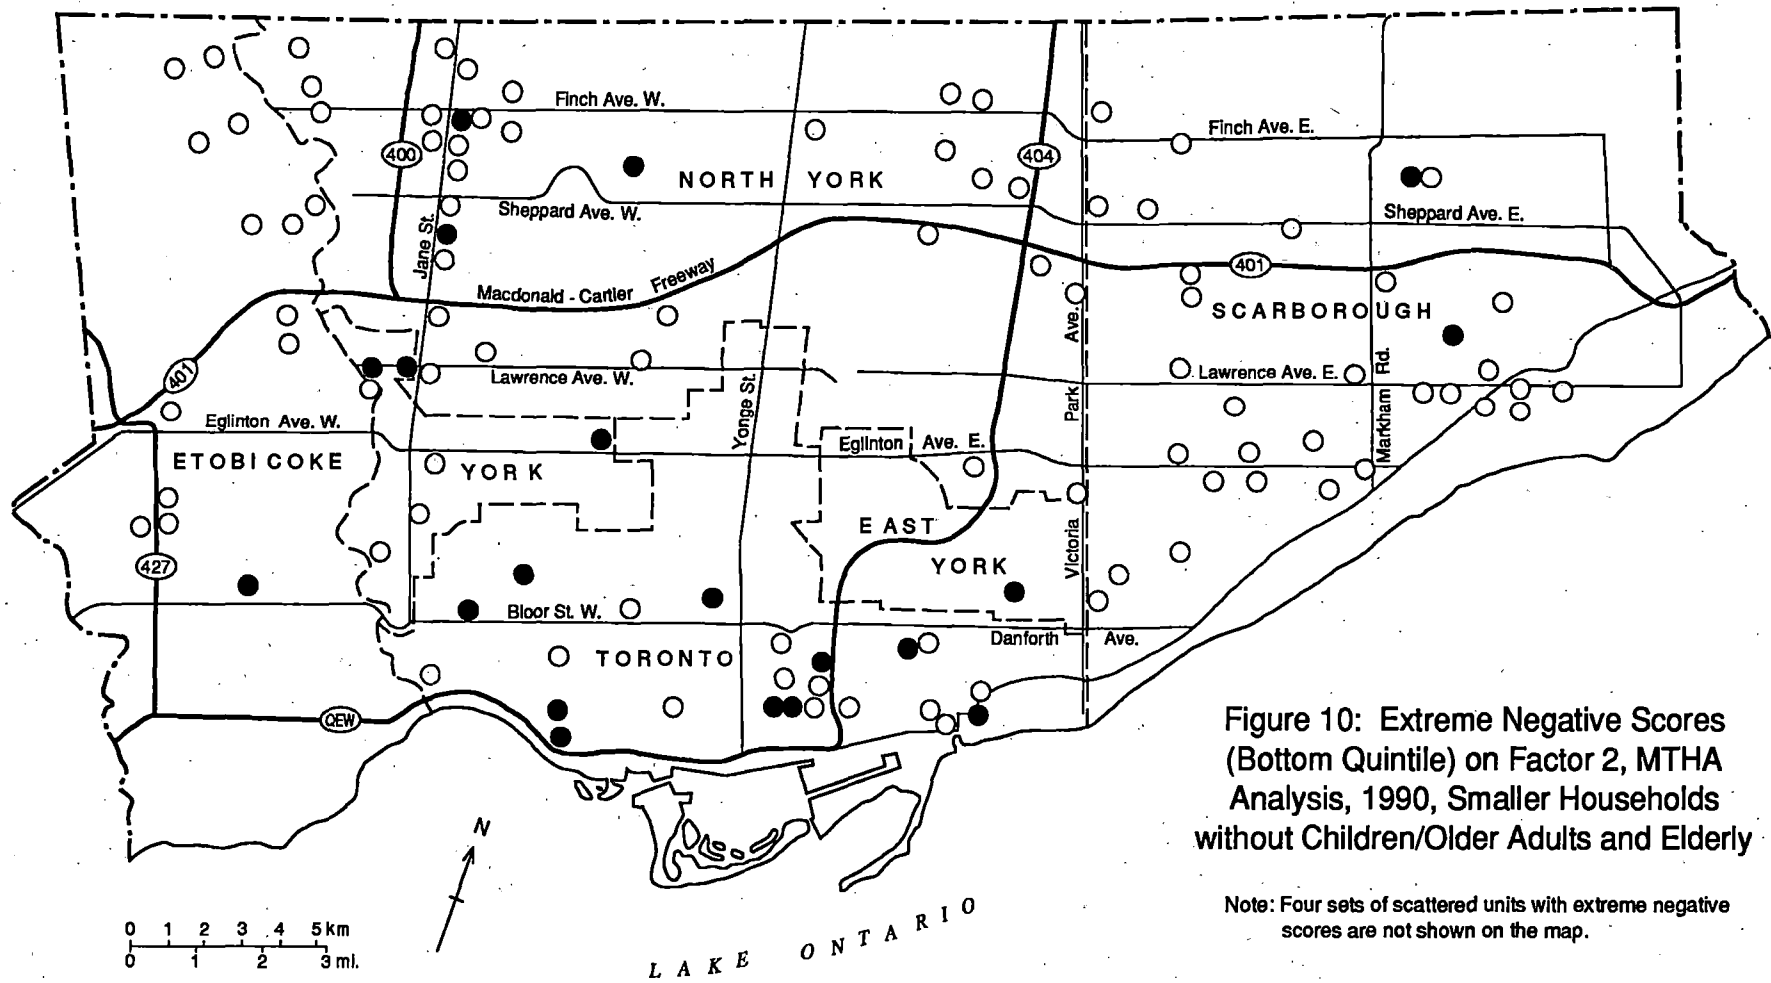 Finch Ave. W.
Finch Ave. E.
400
404
NORTH YORK
Sheppard Ave. W.
Sheppard Ave. E.
Jane St.
401
Macdonald - Cartier Freeway
SCARBOROUGH
Ave.
Park
Victoria
Markham Rd.
401
Lawrence Ave. W.
Lawrence Ave. E.
Yonge St.
Eglinton Ave. W.
Eglinton Ave. E.
ETOBICOKE
YORK
EAST
YORK
427
Bloor St. W.
Danforth Ave.
TORONTO
QEW
Figure 10: Extreme Negative Scores
(Bottom Quintile) on Factor 2, MTHA
Analysis, 1990, Smaller Households
without Children/Older Adults and Elderly
Note: Four sets of scattered units with extreme negative
scores are not shown on the map.
N
0 1 2 3 4 5 km
0 1 2 3 mi.
LAKE ONTARIO